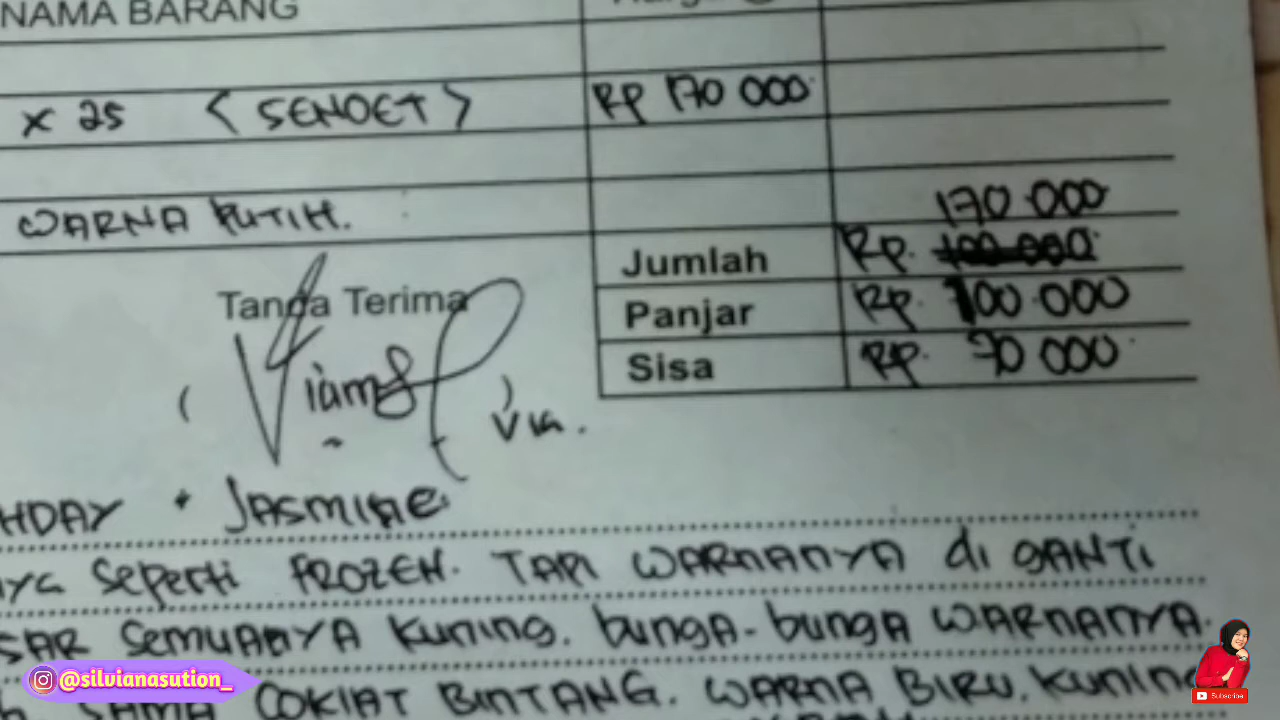 NAMA BARANG
x 25 < SENOET > RP 170 000
170 000
WARNA PUTIH.
Jumlah RP.
Tanda Terima
Panjar RP. 100 000
Sisa RP. 70 000
( ) Via.
HDAY * JASMINE
seperti FROZEN. TAPI WARNANYA di GANTI
SAR SemuANYA Kuning. bunga-bungA WARNANYA.
SAMA COKlAT BINTANG. WARNA BIRU. Kuning
@silvianasution_
Subscribe